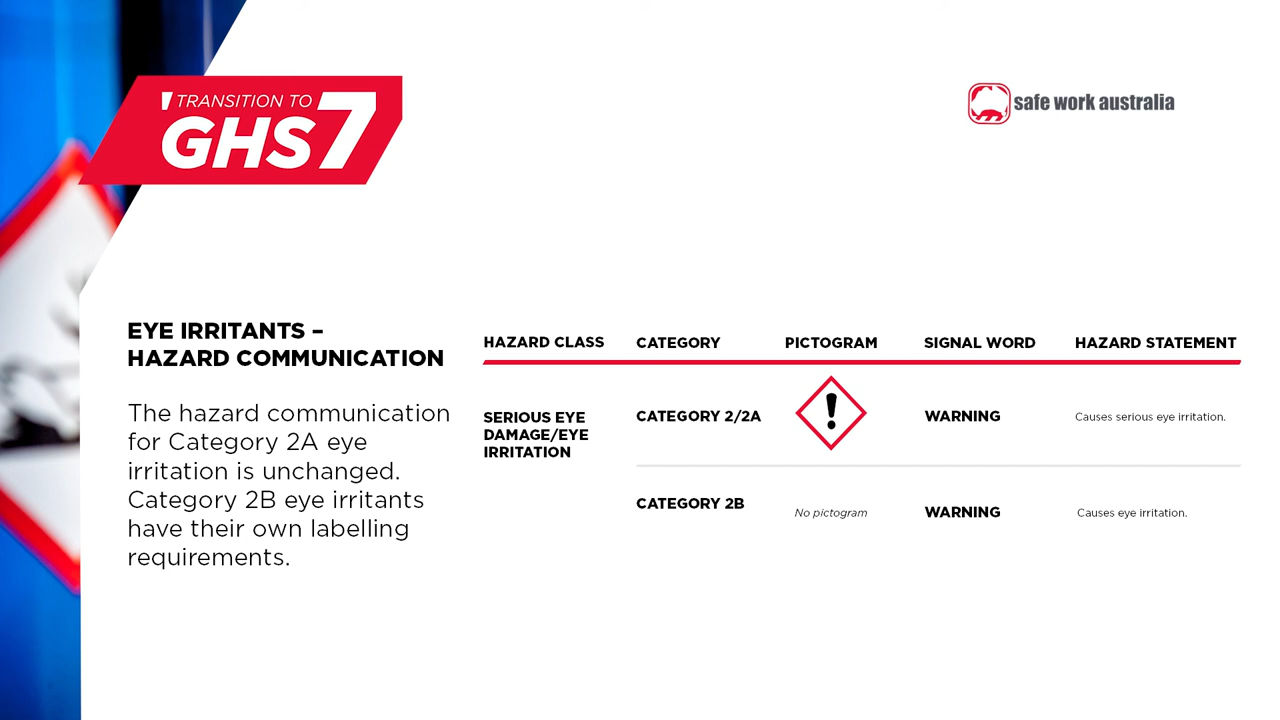 TRANSITION TO
GHS 7
safe work australia
EYE IRRITANTS –
HAZARD COMMUNICATION
The hazard communication
for Category 2A eye
irritation is unchanged.
Category 2B eye irritants
have their own labelling
requirements.
HAZARD CLASS CATEGORY PICTOGRAM SIGNAL WORD HAZARD STATEMENT
SERIOUS EYE
DAMAGE/EYE
IRRITATION
CATEGORY 2/2A ! WARNING Causes serious eye irritation.
CATEGORY 2B No pictogram WARNING Causes eye irritation.